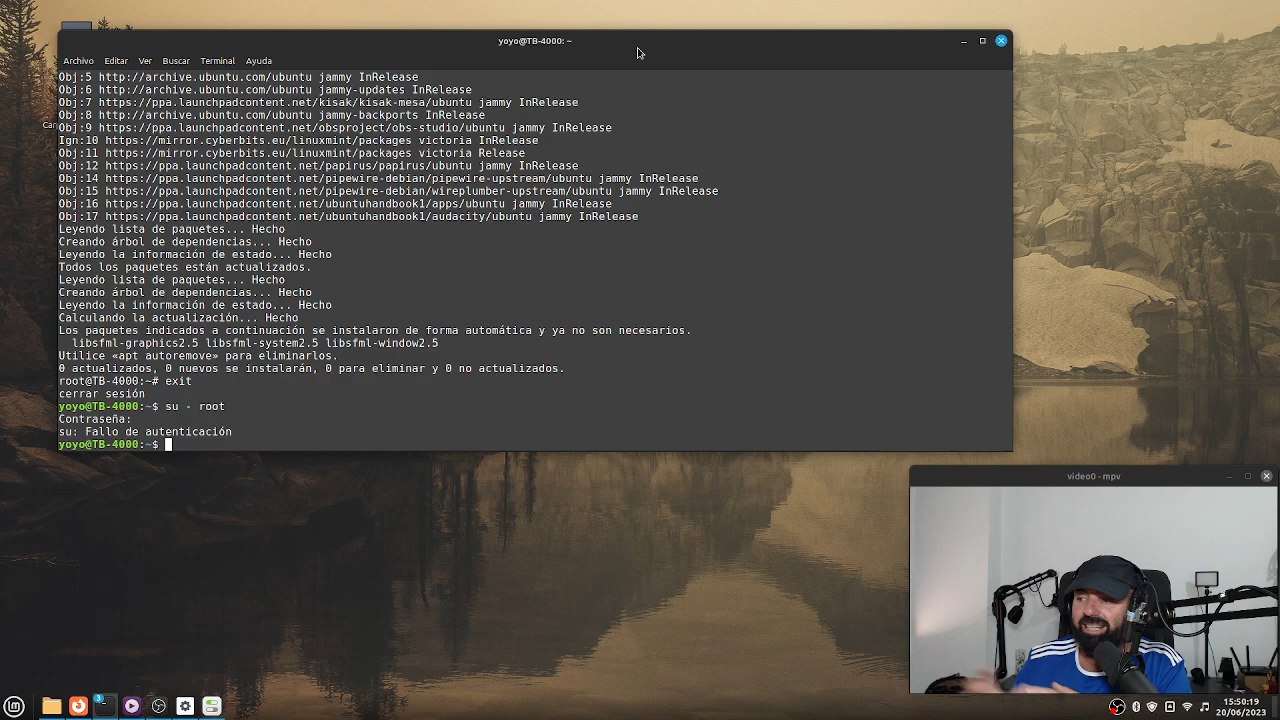 yoyo@TB-4000: ~
Archivo Editar Ver Buscar Terminal Ayuda
Obj:5 http://archive.ubuntu.com/ubuntu jammy InRelease
Obj:6 http://archive.ubuntu.com/ubuntu jammy-updates InRelease
Obj:7 https://ppa.launchpadcontent.net/kisak/kisak-mesa/ubuntu jammy InRelease
Obj:8 http://archive.ubuntu.com/ubuntu jammy-backports InRelease
Obj:9 https://ppa.launchpadcontent.net/obsproject/obs-studio/ubuntu jammy InRelease
Ign:10 https://mirror.cyberbits.eu/linuxmint/packages victoria InRelease
Obj:11 https://mirror.cyberbits.eu/linuxmint/packages victoria Release
Obj:12 https://ppa.launchpadcontent.net/papirus/papirus/ubuntu jammy InRelease
Obj:14 https://ppa.launchpadcontent.net/pipewire-debian/pipewire-upstream/ubuntu jammy InRelease
Obj:15 https://ppa.launchpadcontent.net/pipewire-debian/wireplumber-upstream/ubuntu jammy InRelease
Obj:16 https://ppa.launchpadcontent.net/ubuntuhandbook1/apps/ubuntu jammy InRelease
Obj:17 https://ppa.launchpadcontent.net/ubuntuhandbook1/audacity/ubuntu jammy InRelease
Leyendo lista de paquetes... Hecho
Creando árbol de dependencias... Hecho
Leyendo la información de estado... Hecho
Todos los paquetes están actualizados.
Leyendo lista de paquetes... Hecho
Creando árbol de dependencias... Hecho
Leyendo la información de estado... Hecho
Calculando la actualización... Hecho
Los paquetes indicados a continuación se instalaron de forma automática y ya no son necesarios.
libsfml-graphics2.5 libsfml-system2.5 libsfml-window2.5
Utilice «apt autoremove» para eliminarlos.
0 actualizados, 0 nuevos se instalarán, 0 para eliminar y 0 no actualizados.
root@TB-4000:~# exit
cerrar sesión
yoyo@TB-4000:~$ su - root
Contraseña:
su: Fallo de autenticación
yoyo@TB-4000:~$
video0 - mpv
3
15:50:19
20/06/2023